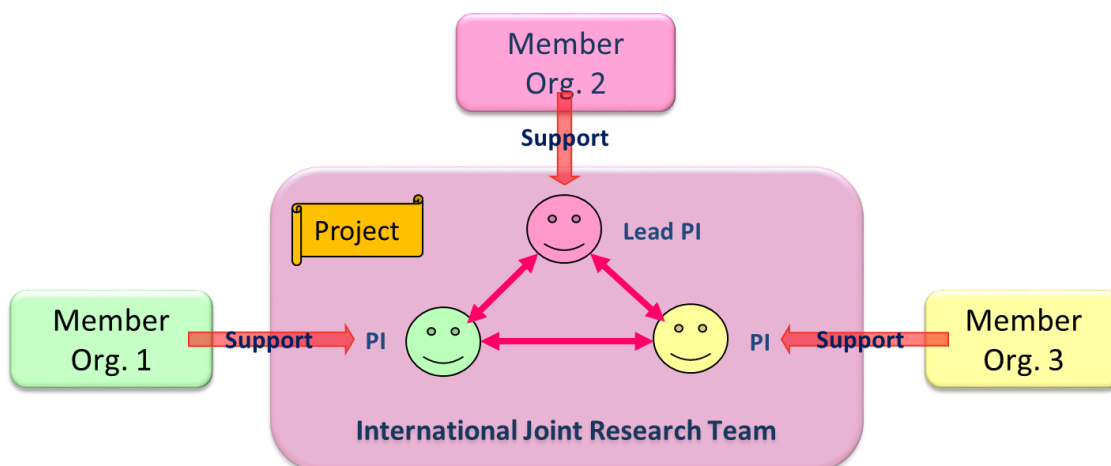 Member
Org. 2
Support
Project
Lead PI
Member
Org. 1
Support
PI
PI
Support
Member
Org. 3
International Joint Research Team